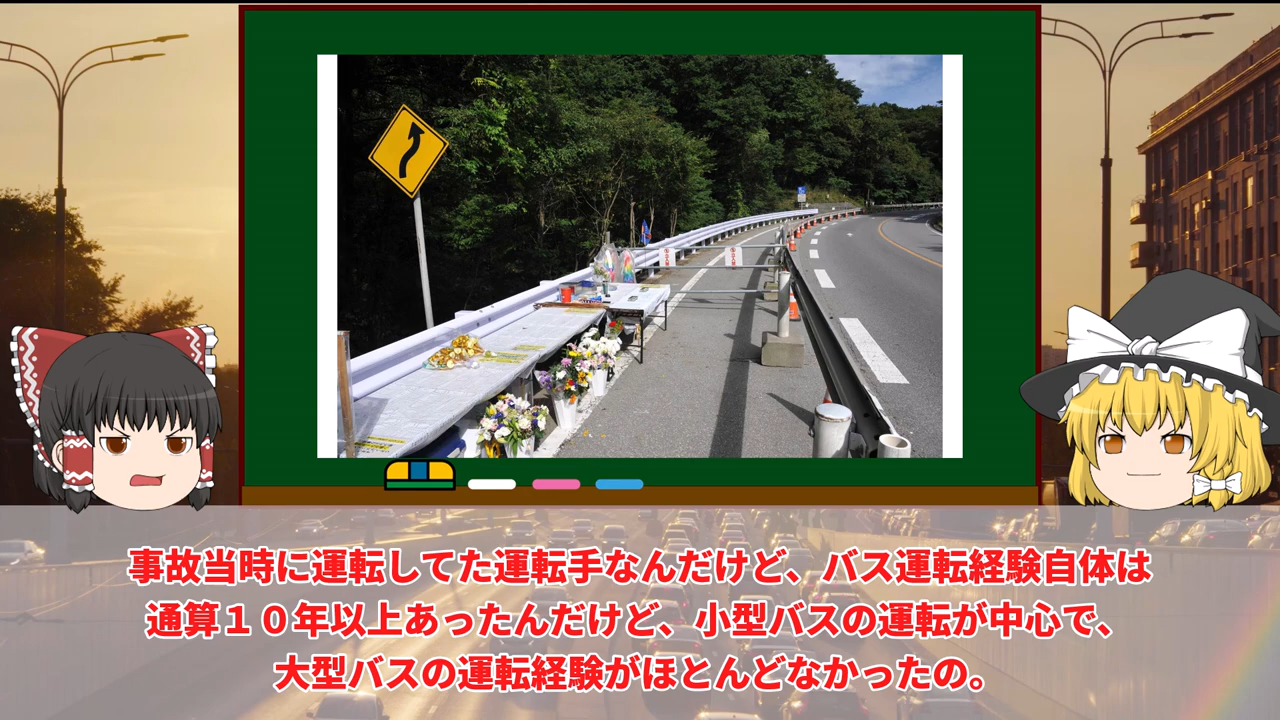 事故当時に運転してた運転手なんだけど、バス運転経験自体は
通算１０年以上あったんだけど、小型バスの運転が中心で、
大型バスの運転経験がほとんどなかったの。